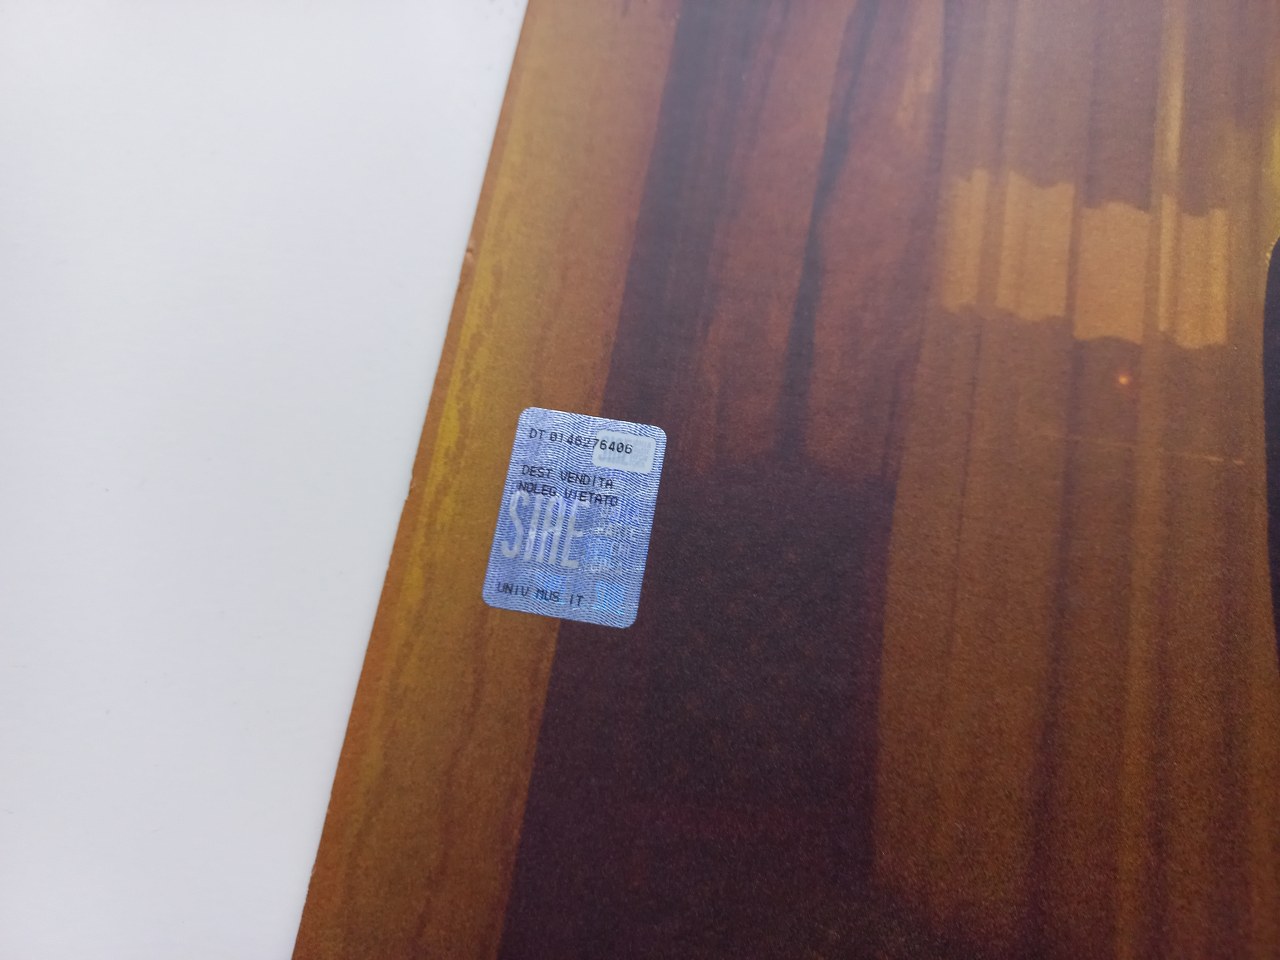 DT 0146276406
DEST VENDITA
NOLEG VIETATO
SIAE
UNIV MUS IT